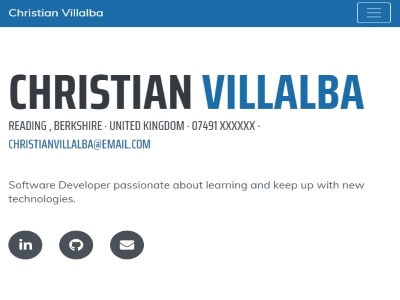 Christian Villalba
CHRISTIAN VILLALBA
READING , BERKSHIRE · UNITED KINGDOM · 07491 XXXXXX ·
CHRISTIANVILLALBA@EMAIL.COM
Software Developer passionate about learning and keep up with new
technologies.
in